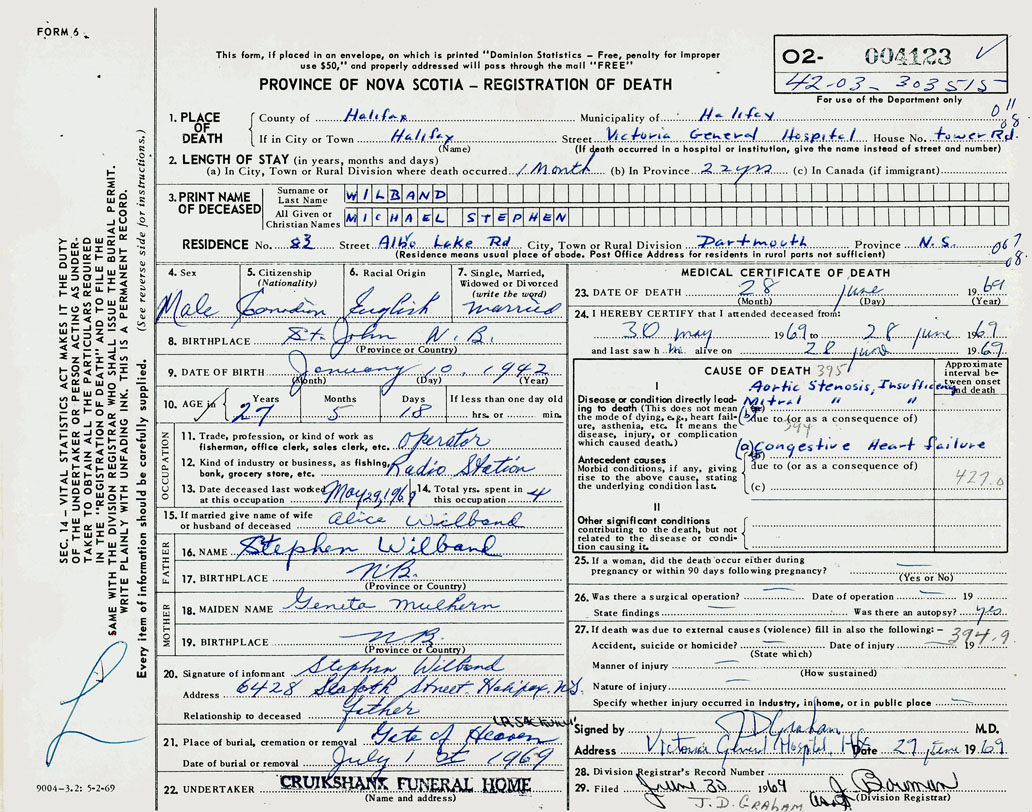 FORM 6
This form, if placed in an envelope, on which is printed "Dominion Statistics – Free, penalty for improper
use $50," and properly addressed will pass through the mail "FREE"
PROVINCE OF NOVA SCOTIA – REGISTRATION OF DEATH
O2- 004123
42-03-303515
For use of the Department only
1. PLACE OF DEATH
County of Halifax Municipality of Halifax 011
If in City or Town Halifax Street Victoria General Hospital House No. Tower Rd. 08
(Name) (If death occurred in a hospital or institution, give the name instead of street and number)
2. LENGTH OF STAY (in years, months and days)
(a) In City, Town or Rural Division where death occurred 1 Month (b) In Province 22 yrs (c) In Canada (if immigrant)
3. PRINT NAME OF DECEASED
Surname or Last Name WILBAND
All Given or Christian Names MICHAEL STEPHEN
RESIDENCE No. 83 Street Albro Lake Rd City, Town or Rural Division Dartmouth Province N.S. 067
(Residence means usual place of abode. Post Office Address for residents in rural parts not sufficient) 08.
4. Sex Male
5. Citizenship (Nationality) Canadian
6. Racial Origin English
7. Single, Married, Widowed or Divorced (write the word) married
8. BIRTHPLACE St. John N.B.
(Province or Country)
9. DATE OF BIRTH January 10, 1942
(Month) (Day) (Year)
10. AGE in Years 27 Months 5 Days 18 If less than one day old
hrs. or min.
OCCUPATION
11. Trade, profession, or kind of work as fisherman, office clerk, sales clerk, etc. operator
12. Kind of industry or business, as fishing, bank, grocery store, etc. Radio Station
13. Date deceased last worked at this occupation May 29, 1969
14. Total yrs. spent in this occupation 4
15. If married give name of wife or husband of deceased Alice Wilband
FATHER
16. NAME Stephen Wilband
17. BIRTHPLACE N.B.
(Province or Country)
MOTHER
18. MAIDEN NAME Geneta Mulhern
19. BIRTHPLACE N.B.
(Province or Country)
20. Signature of informant Stephen Wilband
Address 6428 Seaforth Street. Halifax, N.S.
Relationship to deceased Father
21. Place of burial, cremation or removal Gate of Heaven
Date of burial or removal July 1st 1969
22. UNDERTAKER CRUIKSHANK FUNERAL HOME
(Name and address)
MEDICAL CERTIFICATE OF DEATH
23. DATE OF DEATH 28 June 1969
(Month) (Day) (Year)
24. I HEREBY CERTIFY that I attended deceased from:
30 May 1969 to 28 June 1969
and last saw him alive on 28 June 1969
CAUSE OF DEATH 395
Approximate interval between onset and death
I
Disease or condition directly leading to death (This does not mean the mode of dying, e.g., heart failure, asthenia, etc. It means the disease, injury, or complication which caused death.)
Aortic Stenosis, Insufficiency
Mitral " "
due to (or as a consequence of)
394
(a) Congestive Heart failure
Antecedent causes
Morbid conditions, if any, giving rise to the above cause, stating the underlying condition last.
due to (or as a consequence of)
(c) 427.0
II
Other significant conditions contributing to the death, but not related to the disease or condition causing it.
25. If a woman, did the death occur either during pregnancy or within 90 days following pregnancy?
(Yes or No)
26. Was there a surgical operation? Date of operation 19
State findings Was there an autopsy? yes
27. If death was due to external causes (violence) fill in also the following:– 394.9
Accident, suicide or homicide? Date of injury 19
(State which)
Manner of injury
(How sustained)
Nature of injury
Specify whether injury occurred in industry, in home, or in public place
Signed by JD Graham M.D.
Address Victoria General Hospital, Hfx Date 29 June 1969
28. Division Registrar's Record Number
29. Filed June 30 1969 J. Bowman
(Division Registrar)
J.D. GRAHAM
SEC. 14 – VITAL STATISTICS ACT MAKES IT THE DUTY
OF THE UNDERTAKER OR PERSON ACTING AS UNDER-
TAKER TO OBTAIN ALL THE PARTICULARS REQUIRED
IN THE "REGISTRATION OF DEATH" AND TO FILE THE
SAME WITH THE DIVISION REGISTRAR WHO SHALL ISSUE THE BURIAL PERMIT.
WRITE PLAINLY WITH UNFADING INK. THIS IS A PERMANENT RECORD.
Every item of information should be carefully supplied. (See reverse side for instructions.)
9004-3.2: 5-2-69